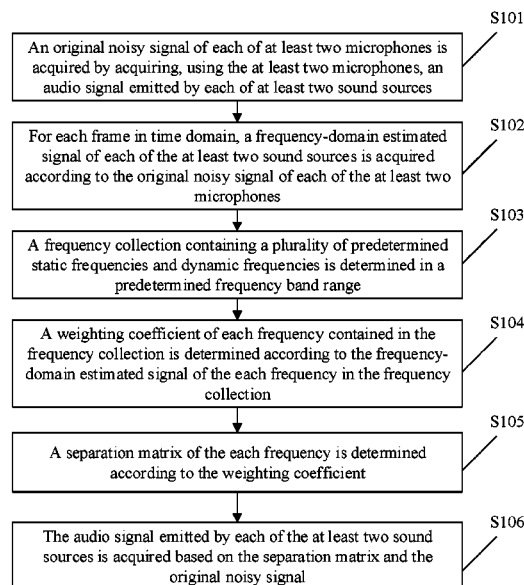 S101
An original noisy signal of each of at least two microphones is
acquired by acquiring, using the at least two microphones, an
audio signal emitted by each of at least two sound sources
S102
For each frame in time domain, a frequency-domain estimated
signal of each of the at least two sound sources is acquired
according to the original noisy signal of each of the at least two
microphones
S103
A frequency collection containing a plurality of predetermined
static frequencies and dynamic frequencies is determined in a
predetermined frequency band range
S104
A weighting coefficient of each frequency contained in the
frequency collection is determined according to the frequency-
domain estimated signal of the each frequency in the frequency
collection
S105
A separation matrix of the each frequency is determined
according to the weighting coefficient
S106
The audio signal emitted by each of the at least two sound
sources is acquired based on the separation matrix and the
original noisy signal